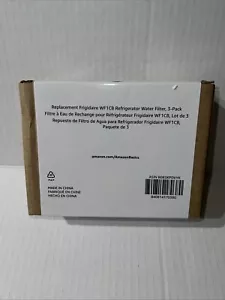 Replacement Frigidaire WF1CB Refrigerator Water Filter, 3-Pack
Filtre à Eau de Rechange pour Réfrigérateur Frigidaire WF1CB, Lot de 3
Repuesto de Filtro de Agua para Refrigerador Frigidaire WF1CB,
Paquete de 3
amazon.com/AmazonBasics
MADE IN CHINA
FABRIQUÉ EN CHINE
HECHO EN CHINA